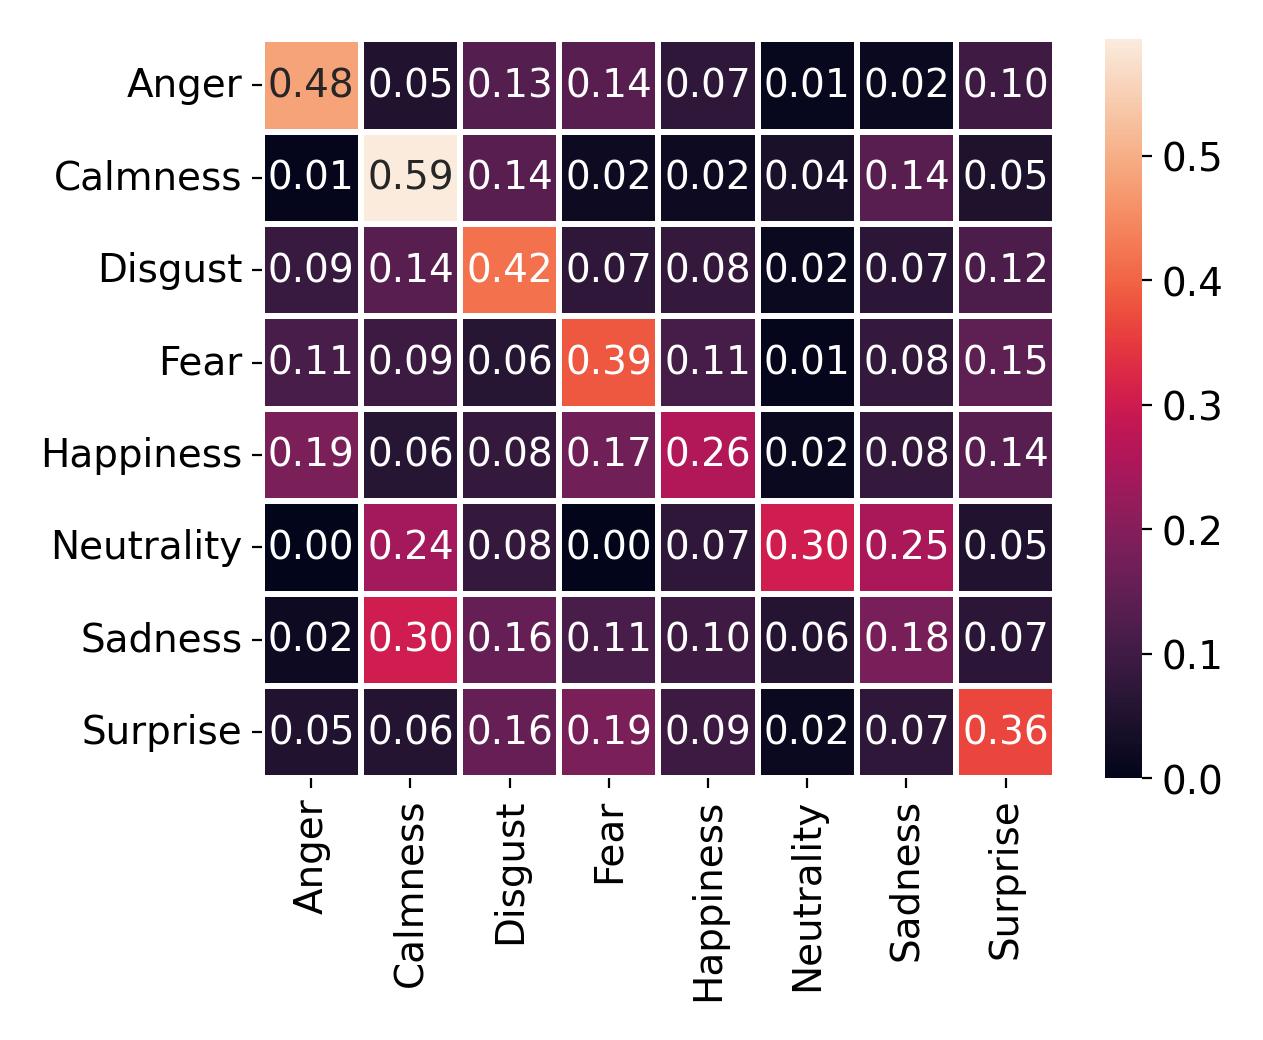 Anger 0.48 0.05 0.13 0.14 0.07 0.01 0.02 0.10
Calmness 0.01 0.59 0.14 0.02 0.02 0.04 0.14 0.05
Disgust 0.09 0.14 0.42 0.07 0.08 0.02 0.07 0.12
Fear 0.11 0.09 0.06 0.39 0.11 0.01 0.08 0.15
Happiness 0.19 0.06 0.08 0.17 0.26 0.02 0.08 0.14
Neutrality 0.00 0.24 0.08 0.00 0.07 0.30 0.25 0.05
Sadness 0.02 0.30 0.16 0.11 0.10 0.06 0.18 0.07
Surprise 0.05 0.06 0.16 0.19 0.09 0.02 0.07 0.36
Anger Calmness Disgust Fear Happiness Neutrality Sadness Surprise
0.5
0.4
0.3
0.2
0.1
0.0